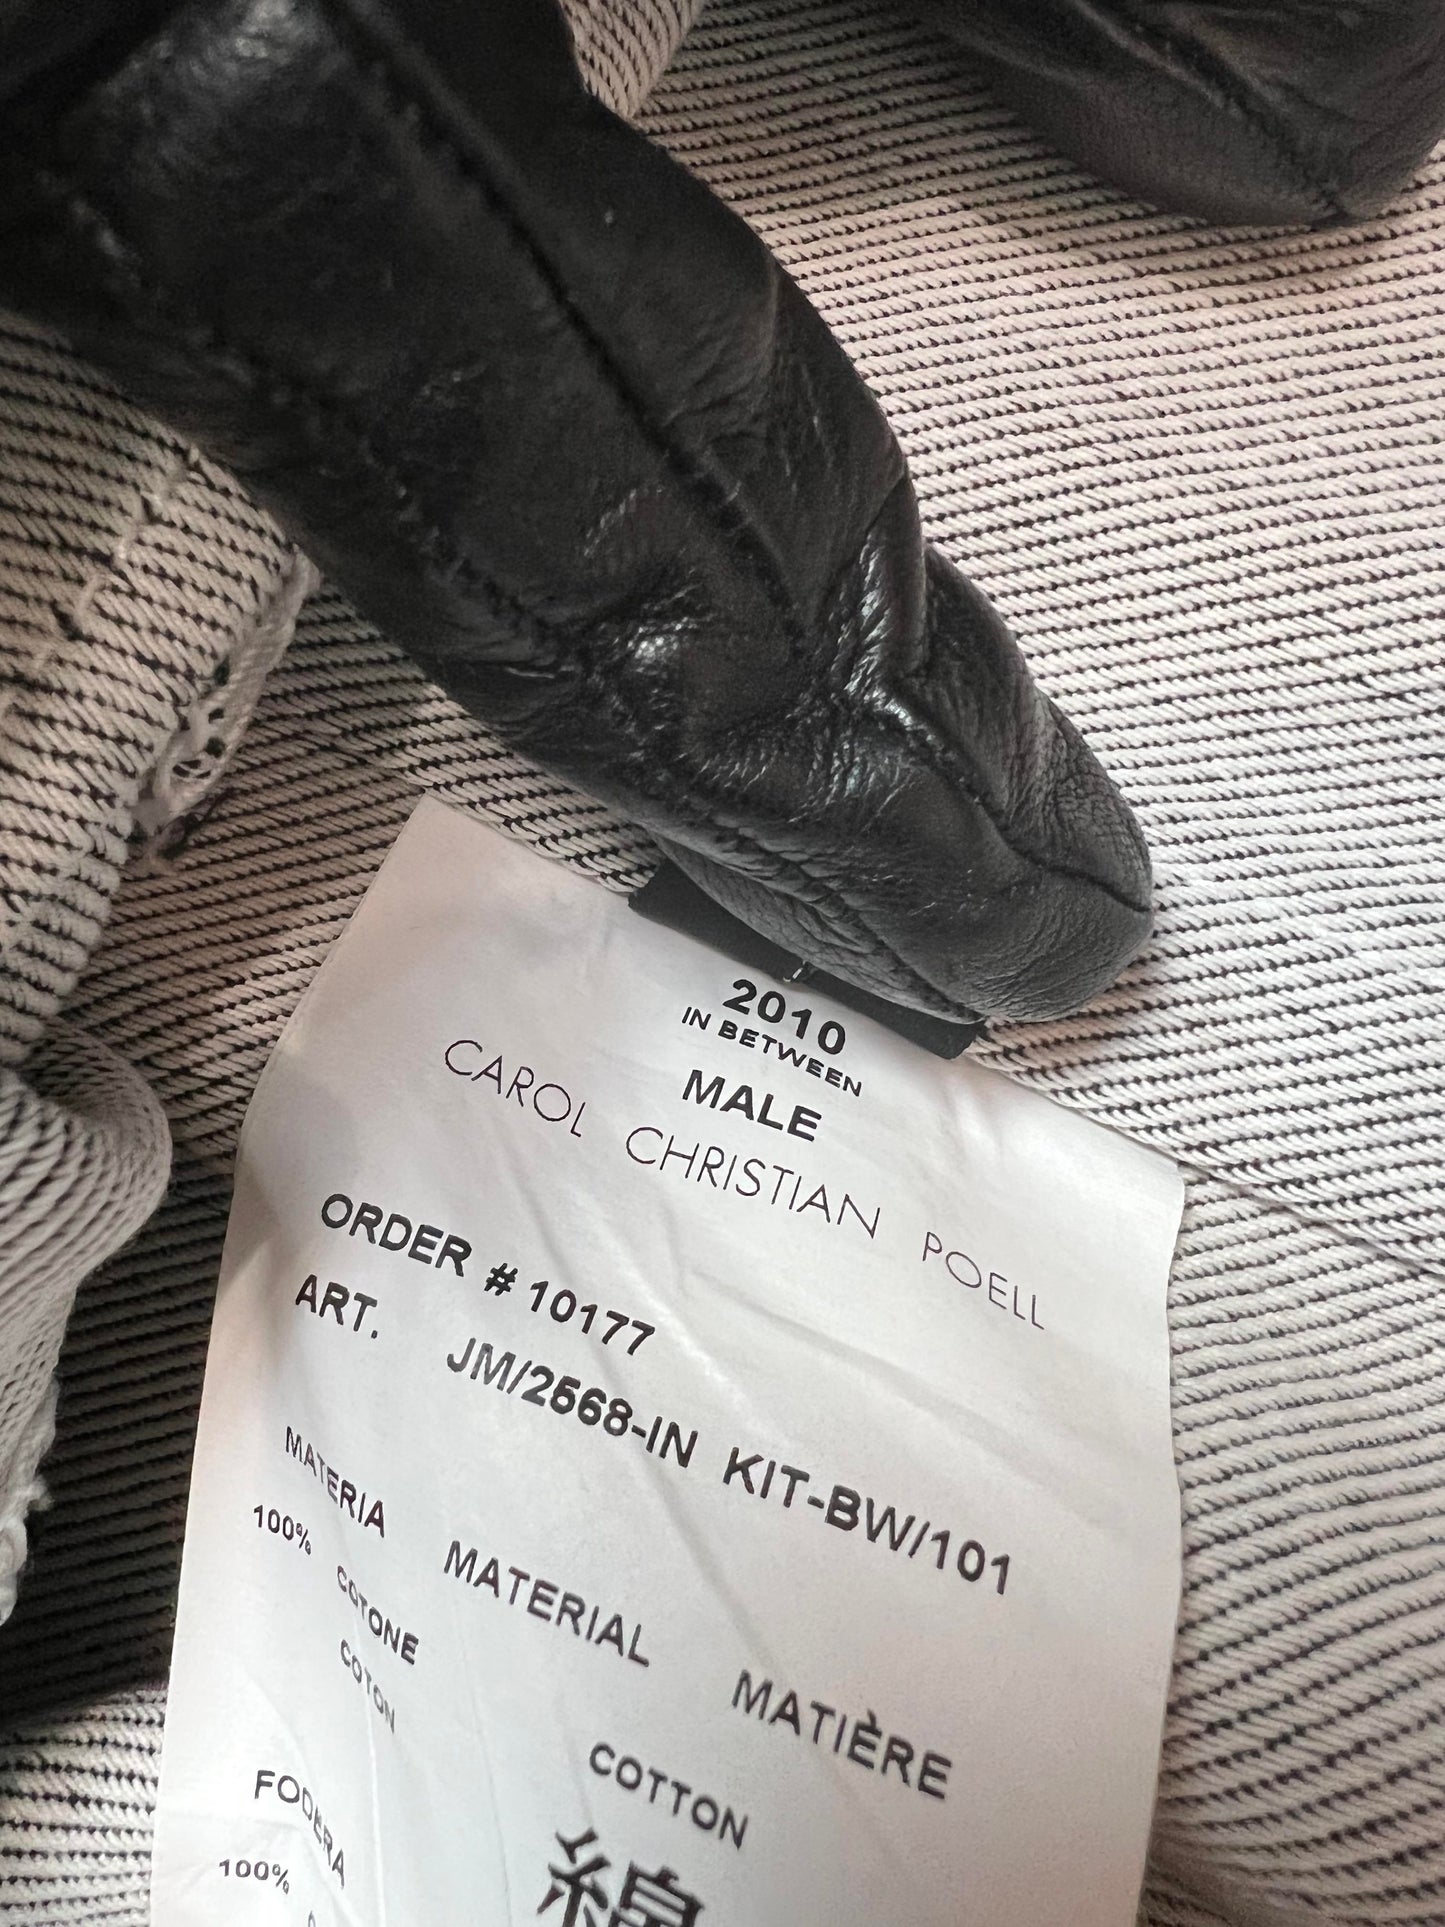 2010
IN BETWEEN
MALE
CAROL CHRISTIAN POELL
ORDER # 10177
ART. JM/2568-IN KIT-BW/101
MATERIA MATERIAL MATIÈRE
100% COTONE COTTON
COTON 綿
FODERA
100%